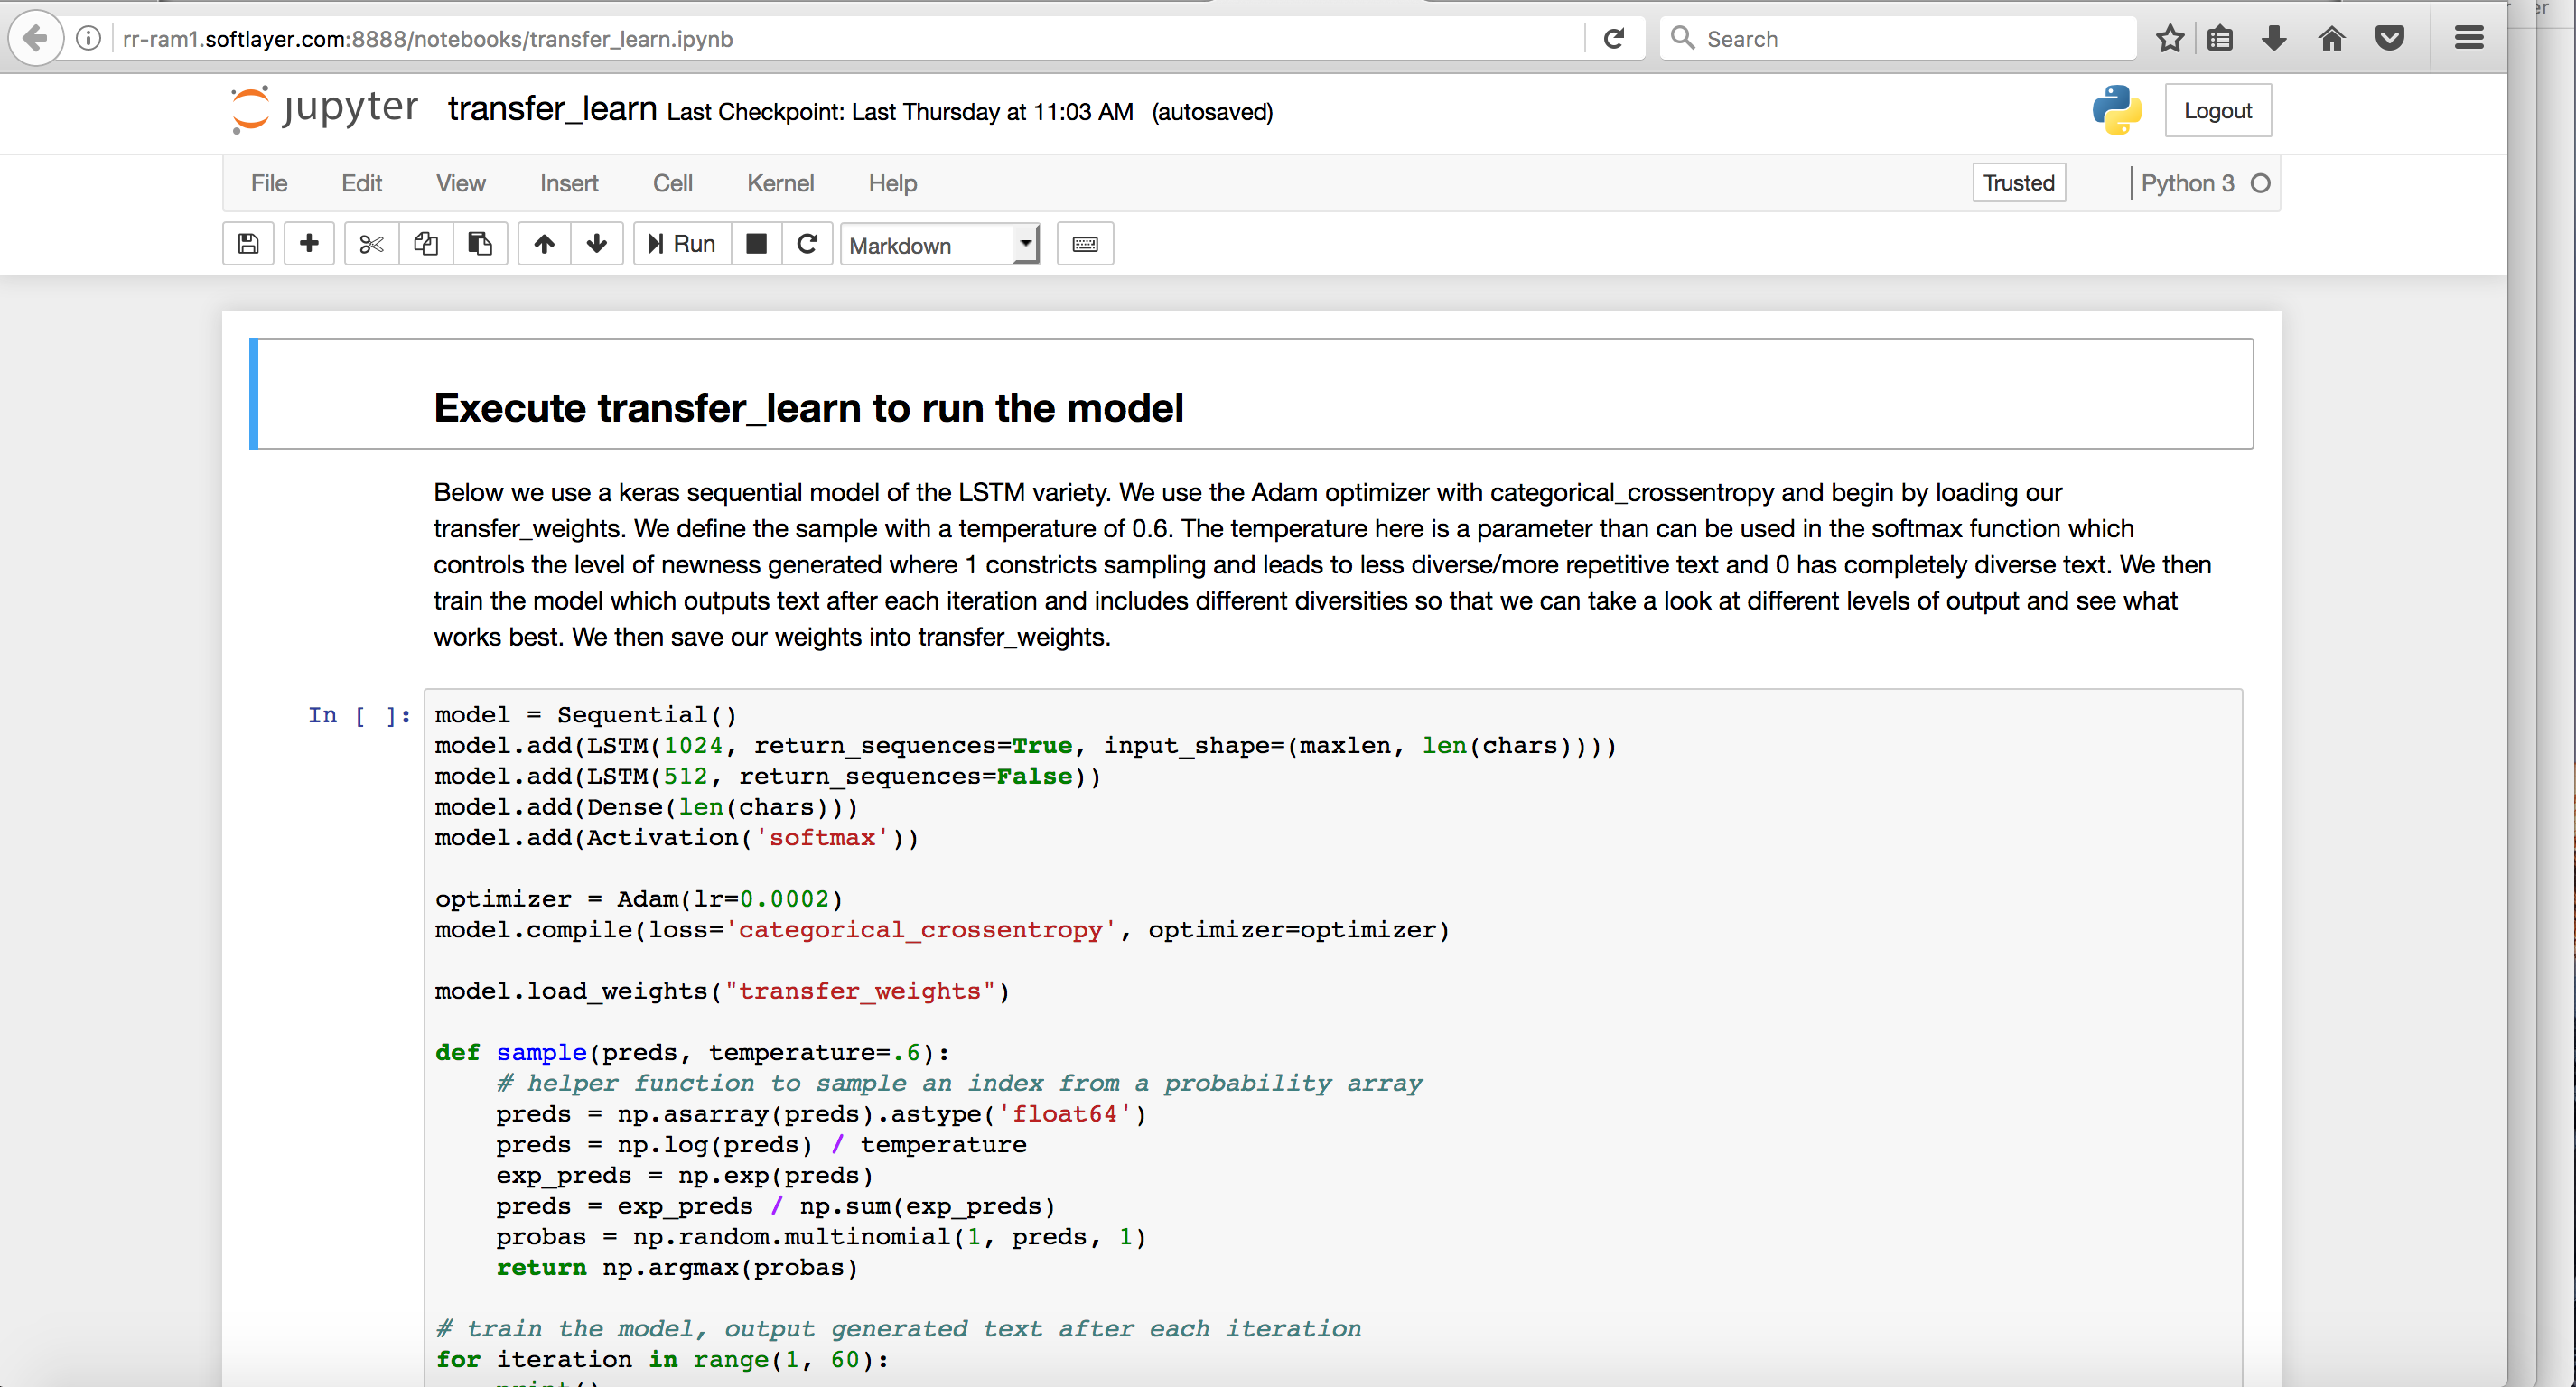 er
rr-ram1.softlayer.com:8888/notebooks/transfer_learn.ipynb Search
jupyter transfer_learn Last Checkpoint: Last Thursday at 11:03 AM (autosaved) Logout
File Edit View Insert Cell Kernel Help Trusted Python 3
Run Markdown
Execute transfer_learn to run the model
Below we use a keras sequential model of the LSTM variety. We use the Adam optimizer with categorical_crossentropy and begin by loading our
transfer_weights. We define the sample with a temperature of 0.6. The temperature here is a parameter than can be used in the softmax function which
controls the level of newness generated where 1 constricts sampling and leads to less diverse/more repetitive text and 0 has completely diverse text. We then
train the model which outputs text after each iteration and includes different diversities so that we can take a look at different levels of output and see what
works best. We then save our weights into transfer_weights.
In [ ]: model = Sequential()
model.add(LSTM(1024, return_sequences=True, input_shape=(maxlen, len(chars))))
model.add(LSTM(512, return_sequences=False))
model.add(Dense(len(chars)))
model.add(Activation('softmax'))
optimizer = Adam(lr=0.0002)
model.compile(loss='categorical_crossentropy', optimizer=optimizer)
model.load_weights("transfer_weights")
def sample(preds, temperature=.6):
    # helper function to sample an index from a probability array
    preds = np.asarray(preds).astype('float64')
    preds = np.log(preds) / temperature
    exp_preds = np.exp(preds)
    preds = exp_preds / np.sum(exp_preds)
    probas = np.random.multinomial(1, preds, 1)
    return np.argmax(probas)
# train the model, output generated text after each iteration
for iteration in range(1, 60):
    print()